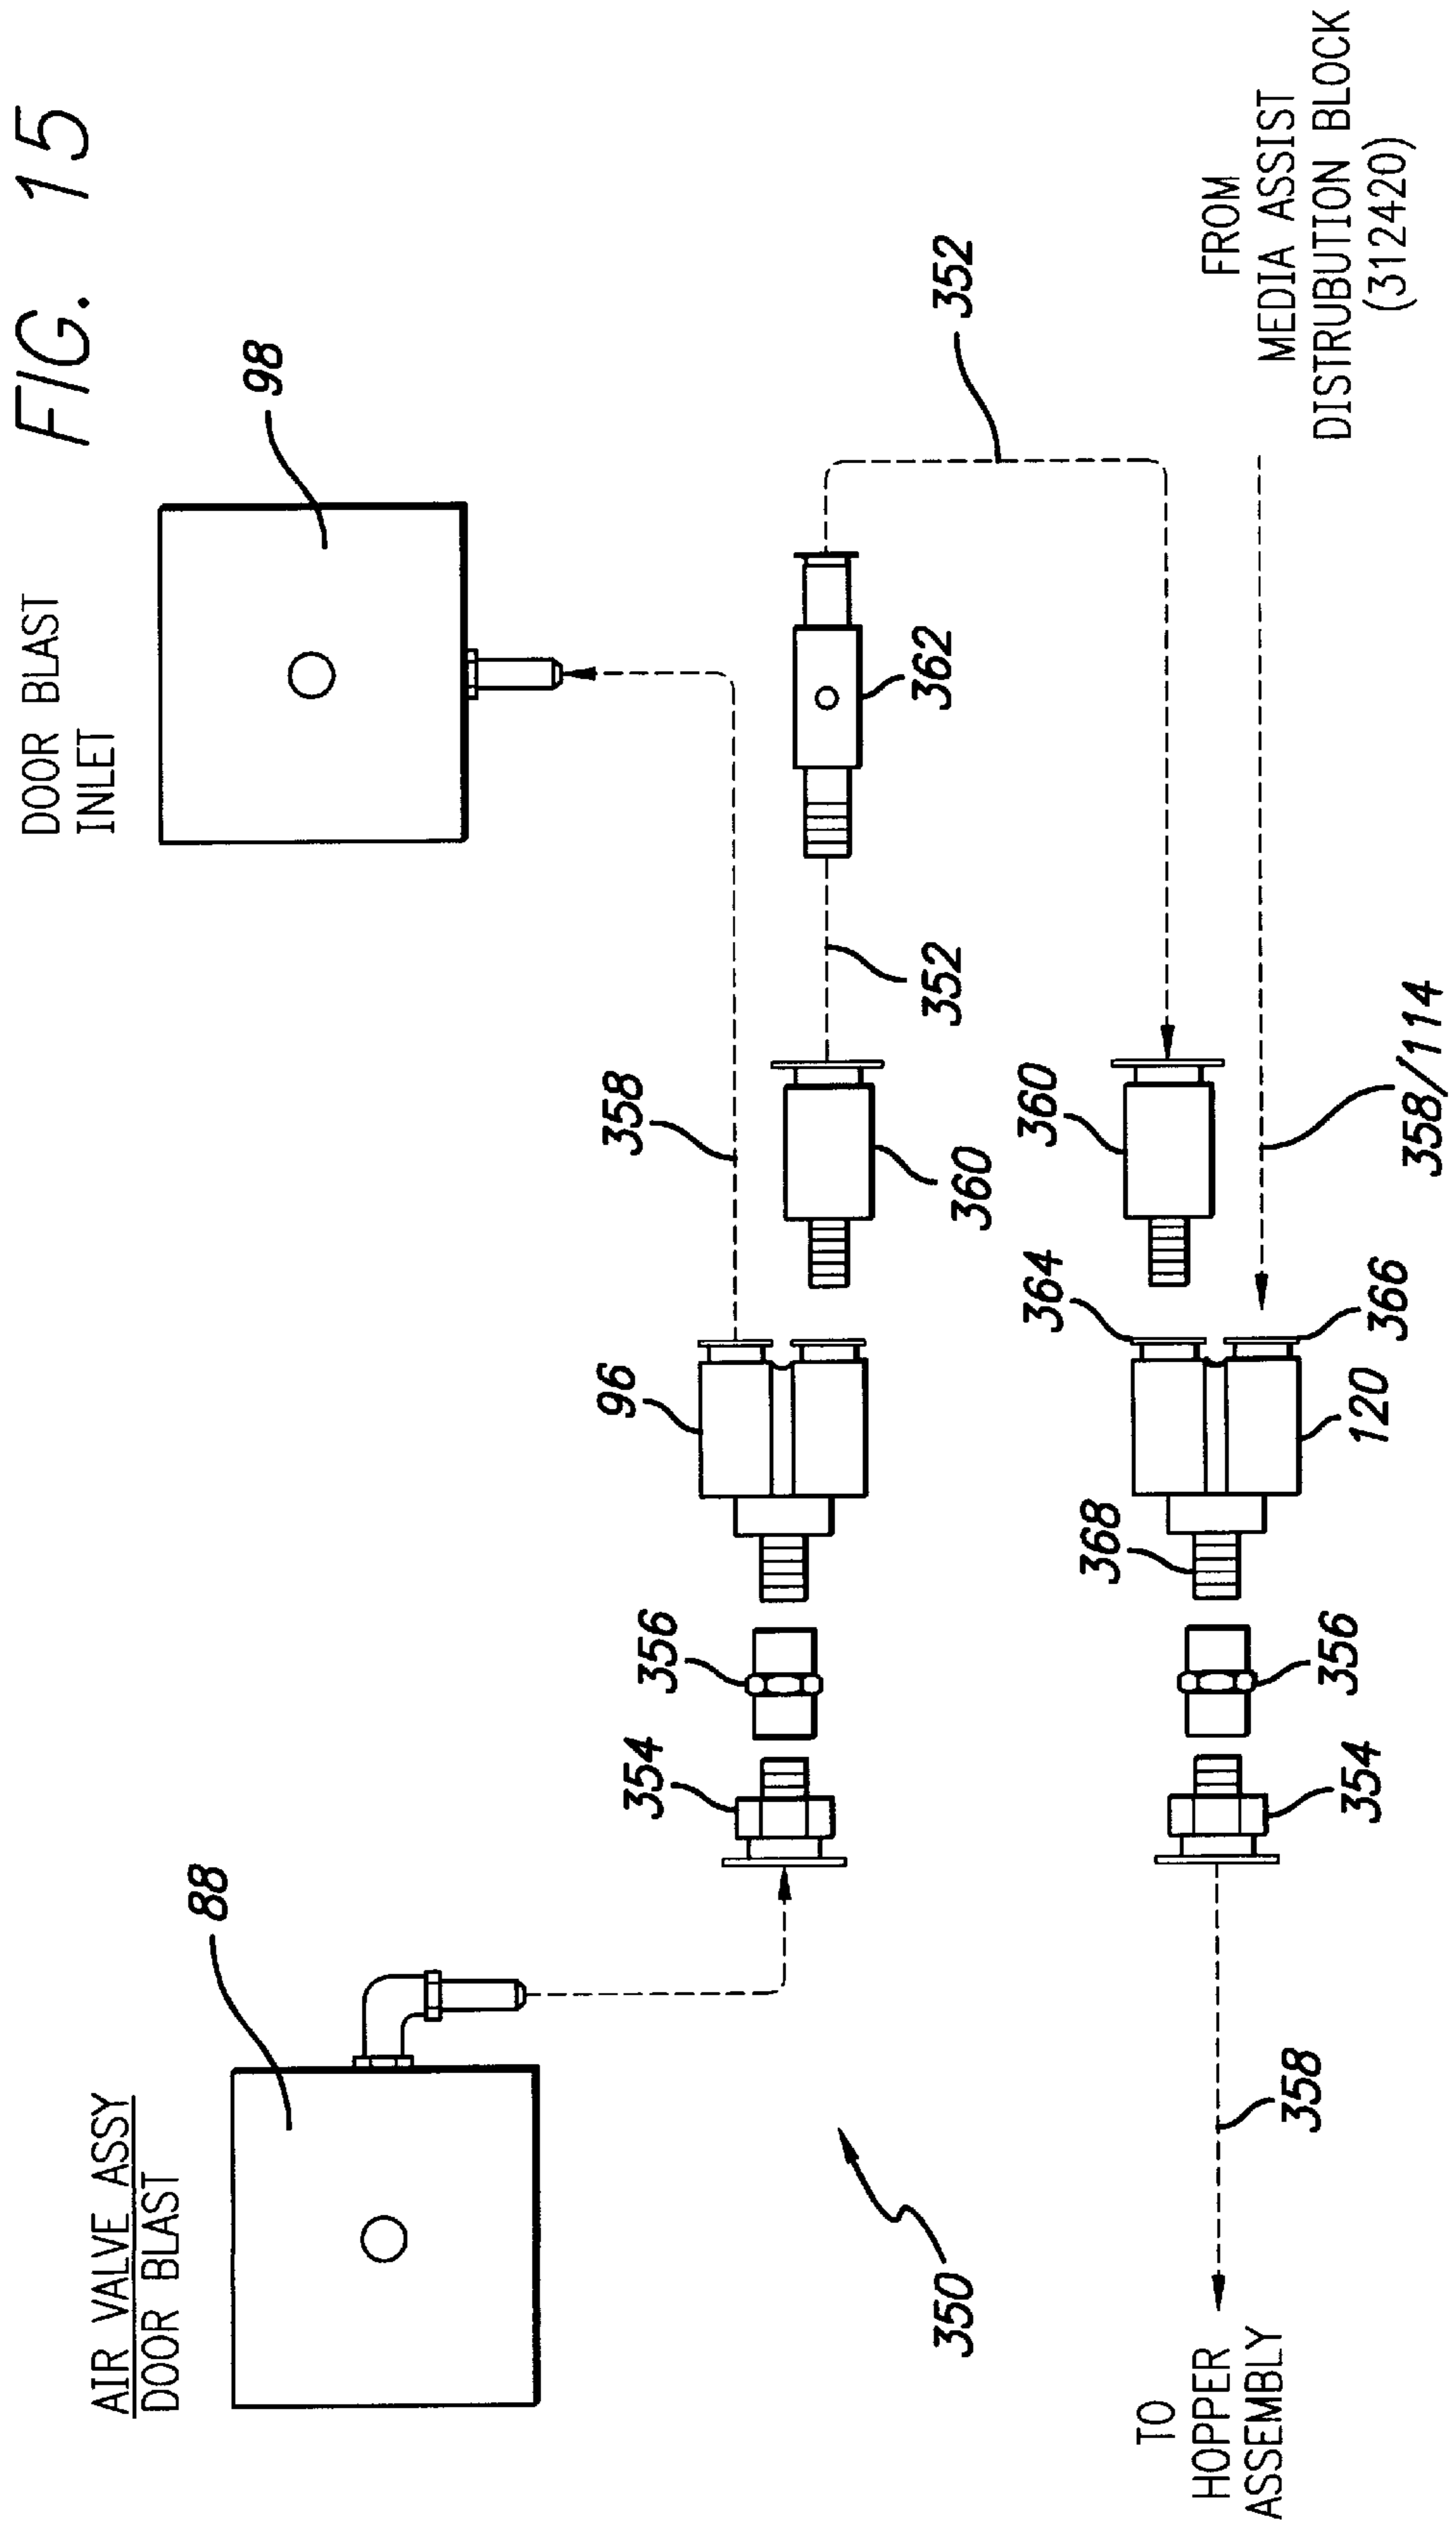 FIG. 15
DOOR BLAST
INLET
98
AIR VALVE ASSY
DOOR BLAST
88
354
356
96
358
360
352
362
352
350
TO
HOPPER
ASSEMBLY
358
354
356
368
120
364
366
360
358/114
FROM
MEDIA ASSIST
DISTRUBUTION BLOCK
(312420)